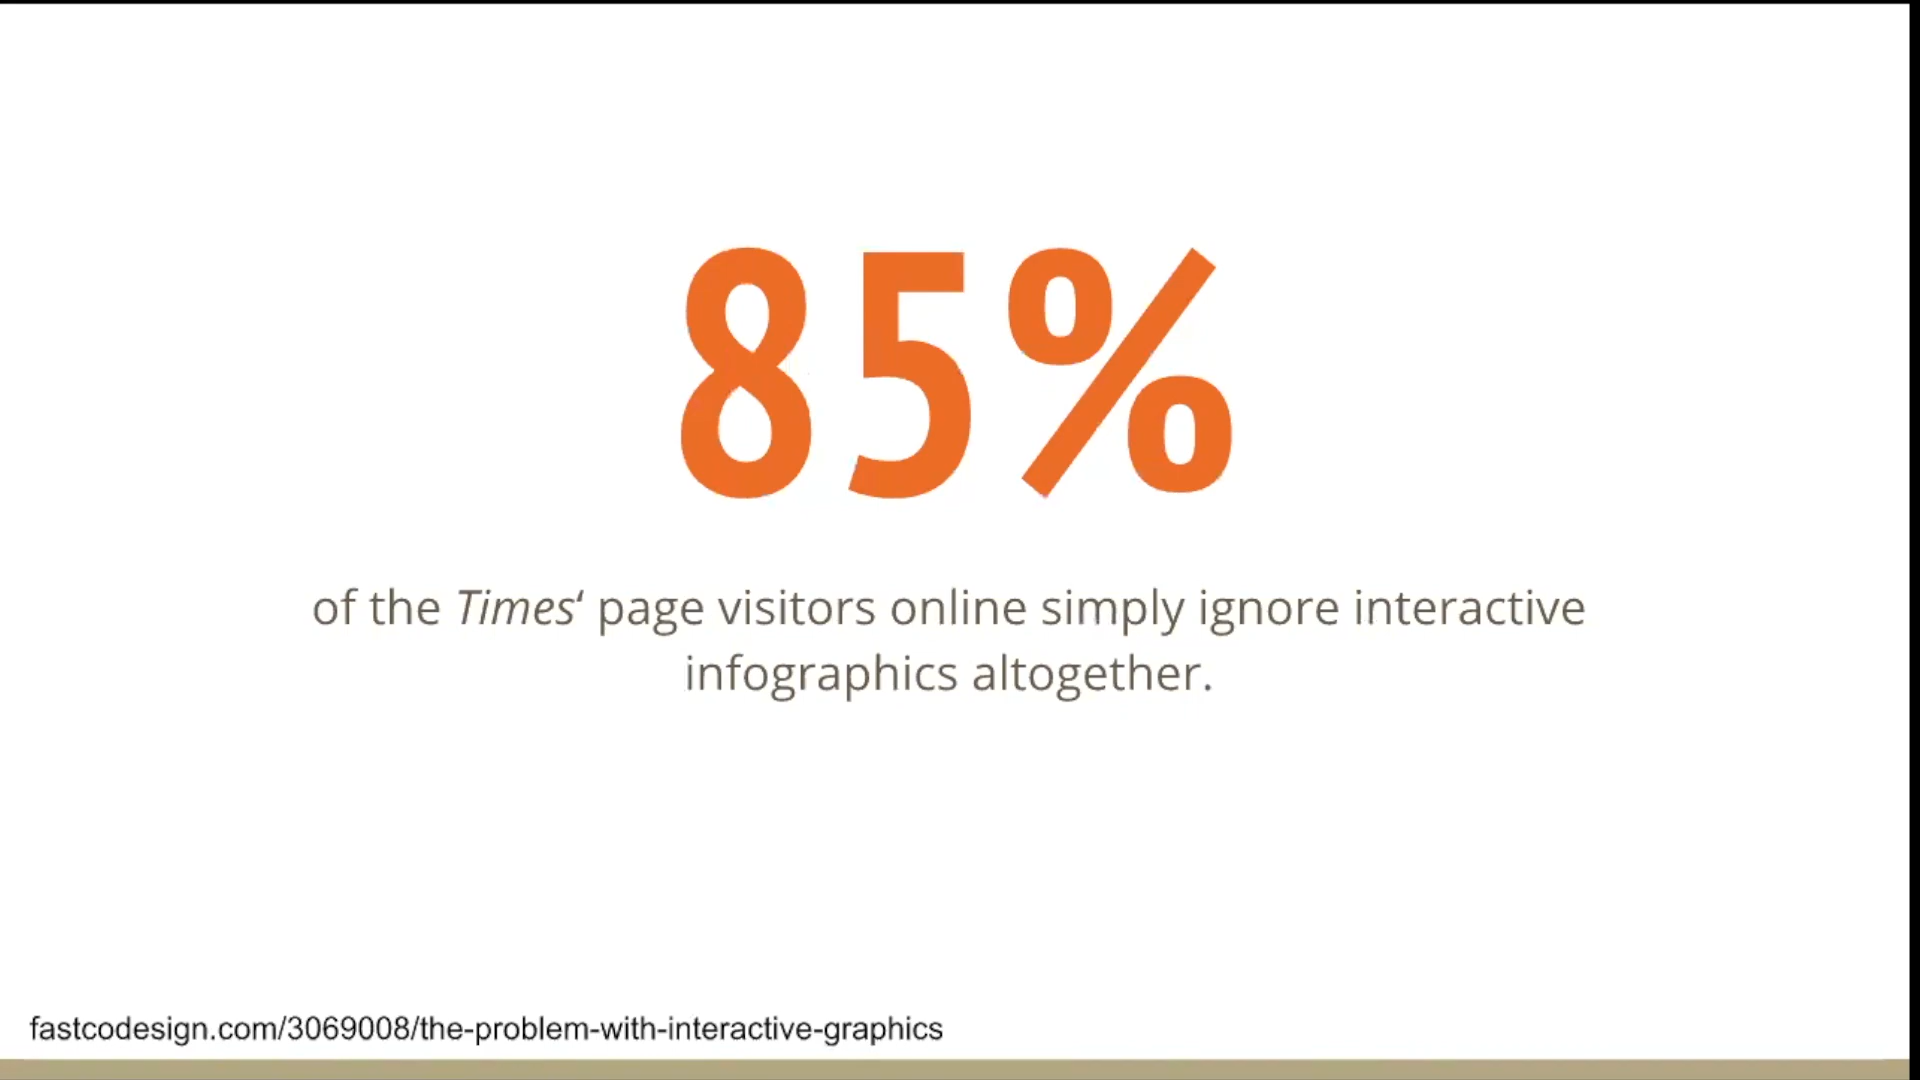 85%
of the Times‘ page visitors online simply ignore interactive
infographics altogether.
fastcodesign.com/3069008/the-problem-with-interactive-graphics